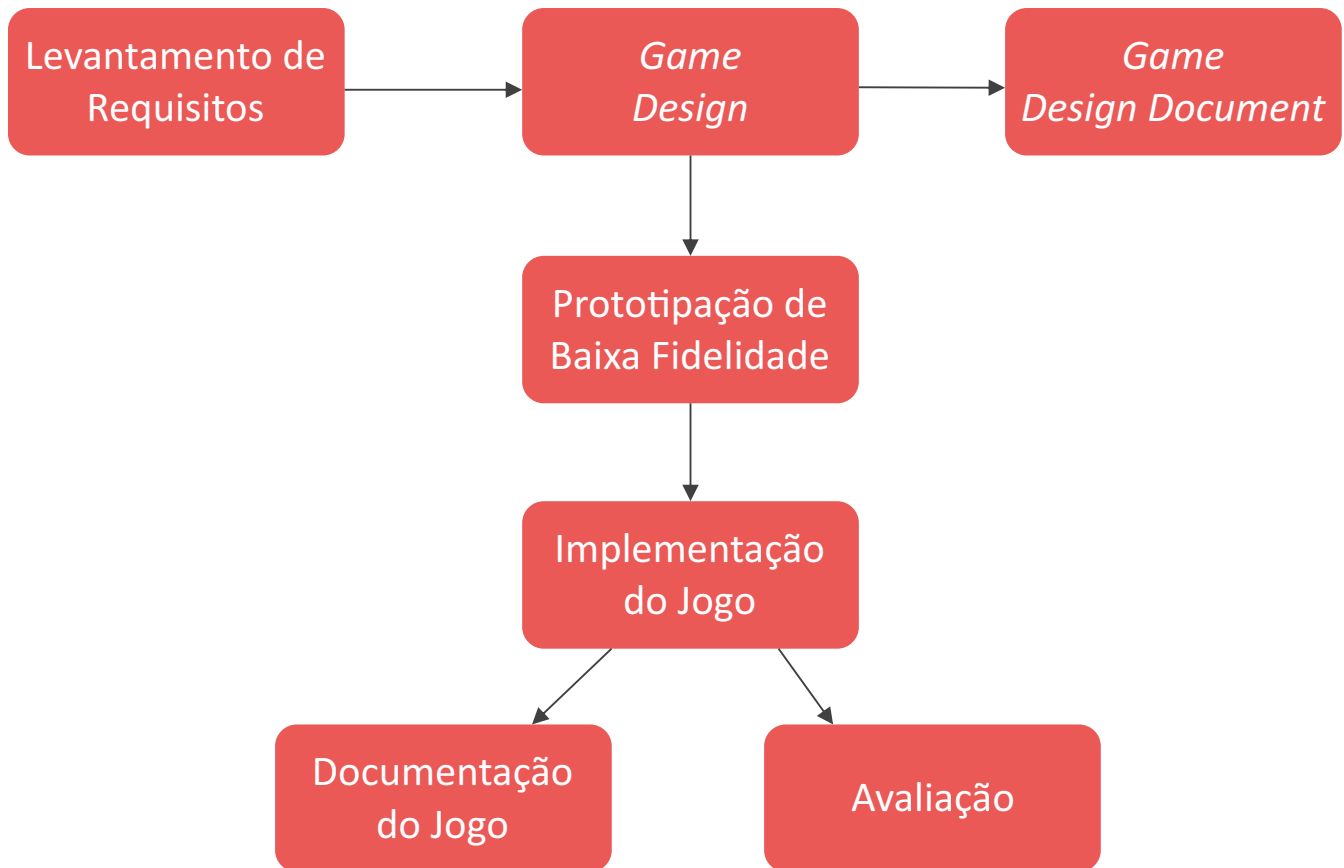 Levantamento de
Requisitos
Game
Design
Game
Design Document
Prototipação de
Baixa Fidelidade
Implementação
do Jogo
Documentação
do Jogo
Avaliação